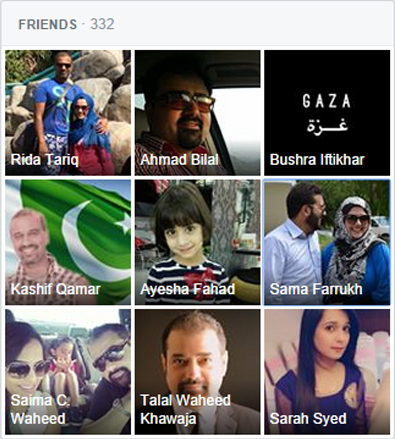 FRIENDS · 332
Rida Tariq
Ahmad Bilal
GAZA
غزة
Bushra Iftikhar
Kashif Qamar
Ayesha Fahad
Sama Farrukh
Saima C.
Waheed
Talal Waheed
Khawaja
Sarah Syed